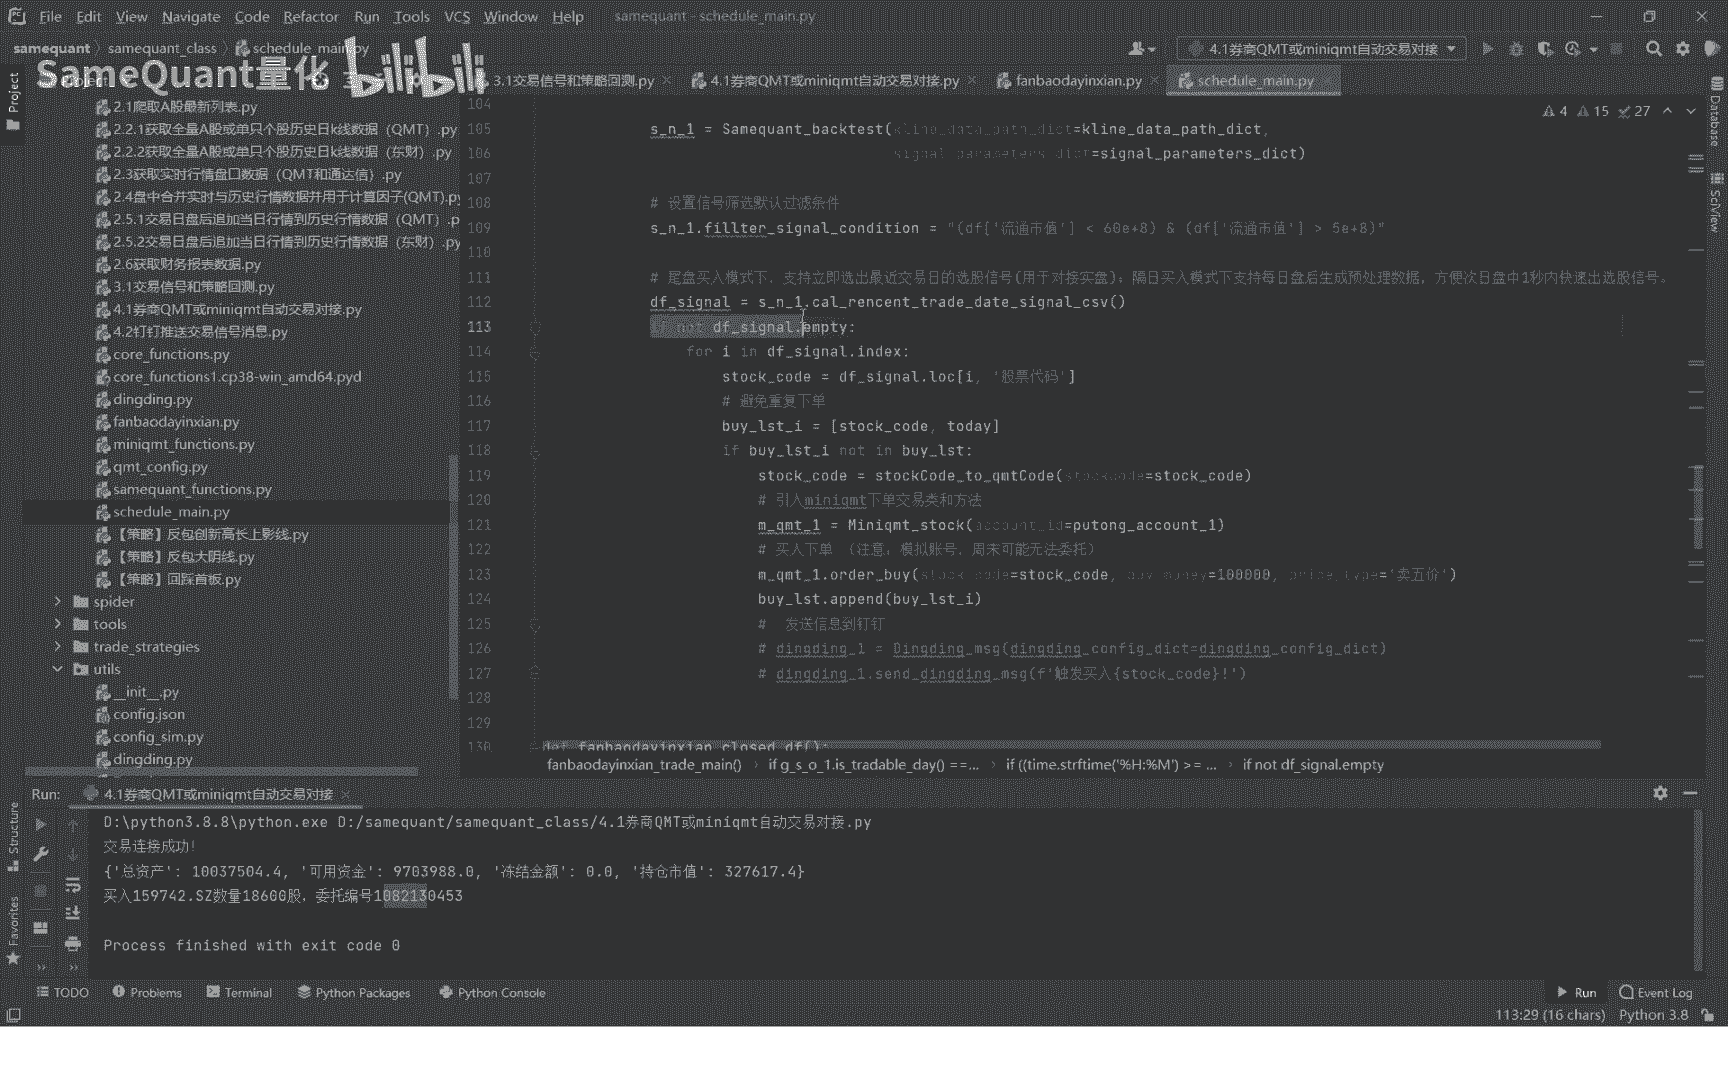 File Edit View Navigate Code Refactor Run Tools VCS Window Help samequant - schedule_main.py
samequant samequant_class schedule_main.py 4.1券商QMT或miniqmt自动交易对接
SameQuant量化 bilibili
Project 3.1交易信号和策略回测.py 4.1券商QMT或miniqmt自动交易对接.py fanbaodayinxian.py schedule_main.py
Project
Structure
Favorites
Database
SciView
2.1爬取A股最新列表.py
2.2.1获取全量A股或单只个股历史日k线数据（QMT）.py
2.2.2获取全量A股或单只个股历史日k线数据（东财）.py
2.3获取实时行情盘口数据（QMT和通达信）.py
2.4盘中合并实时与历史行情数据并用于计算因子(QMT).py
2.5.1交易日盘后追加当日行情到历史行情数据（QMT）.p
2.5.2交易日盘后追加当日行情到历史行情数据（东财）.py
2.6获取财务报表数据.py
3.1交易信号和策略回测.py
4.1券商QMT或miniqmt自动交易对接.py
4.2钉钉推送交易信号消息.py
core_functions.py
core_functions1.cp38-win_amd64.pyd
dingding.py
fanbaodayinxian.py
miniqmt_functions.py
qmt_config.py
samequant_functions.py
schedule_main.py
【策略】反包创新高长上影线.py
【策略】反包大阴线.py
【策略】回踩首板.py
spider
tools
trade_strategies
utils
__init__.py
config.json
config_sim.py
dingding.py
4 15 27
104
105 s_n_1 = Samequant_backtest(kline_data_path_dict=kline_data_path_dict,
106 signal_parameters_dict=signal_parameters_dict)
107
108 # 设置信号筛选默认过滤条件
109 s_n_1.fillter_signal_condition = "(df['流通市值'] < 60e+8) & (df['流通市值'] > 5e+8)"
110
111 # 尾盘买入模式下，支持立即选出最近交易日的选股信号(用于对接实盘)；隔日买入模式下支持每日盘后生成预处理数据，方便次日盘中1秒内快速出选股信号。
112 df_signal = s_n_1.cal_rencent_trade_date_signal_csv()
113 if not df_signal.empty:
114 for i in df_signal.index:
115 stock_code = df_signal.loc[i, '股票代码']
116 # 避免重复下单
117 buy_lst_i = [stock_code, today]
118 if buy_lst_i not in buy_lst:
119 stock_code = stockCode_to_qmtCode(stockcode=stock_code)
120 # 引入miniqmt下单交易类和方法
121 m_qmt_1 = Miniqmt_stock(account_id=putong_account_1)
122 # 买入下单 （注意：模拟账号，周末可能无法委托）
123 m_qmt_1.order_buy(stock_code=stock_code, buy_money=100000, price_type='卖五价')
124 buy_lst.append(buy_lst_i)
125 # 发送信息到钉钉
126 # dingding_1 = Dingding_msg(dingding_config_dict=dingding_config_dict)
127 # dingding_1.send_dingding_msg(f'触发买入{stock_code}!')
128
129
130 def fanbaodayinxian_closed_df():
fanbaodayinxian_trade_main() if g_s_o_1.is_tradable_day() ==... if ((time.strftime('%H:%M') >= ... if not df_signal.empty
Run: 4.1券商QMT或miniqmt自动交易对接
D:\python3.8.8\python.exe D:/samequant/samequant_class/4.1券商QMT或miniqmt自动交易对接.py
交易连接成功!
{'总资产': 10037504.4, '可用资金': 9703988.0, '冻结金额': 0.0, '持仓市值': 327617.4}
买入159742.SZ数量18600股，委托编号1082130453
Process finished with exit code 0
TODO Problems Terminal Python Packages Python Console Run Event Log
113:29 (16 chars) Python 3.8